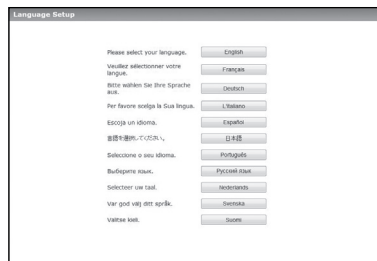 Language Setup
Please select your language. English
Veuillez sélectionner votre
langue. Français
Bitte wählen Sie Ihre Sprache
aus. Deutsch
Per favore scelga la Sua lingua. L'Italiano
Escoja un idioma. Español
言語を選択してください。 日本語
Seleccione o seu idioma. Português
Выберите язык. Русский язык
Selecteer uw taal. Nederlands
Var god välj ditt språk. Svenska
Valitse kieli. Suomi